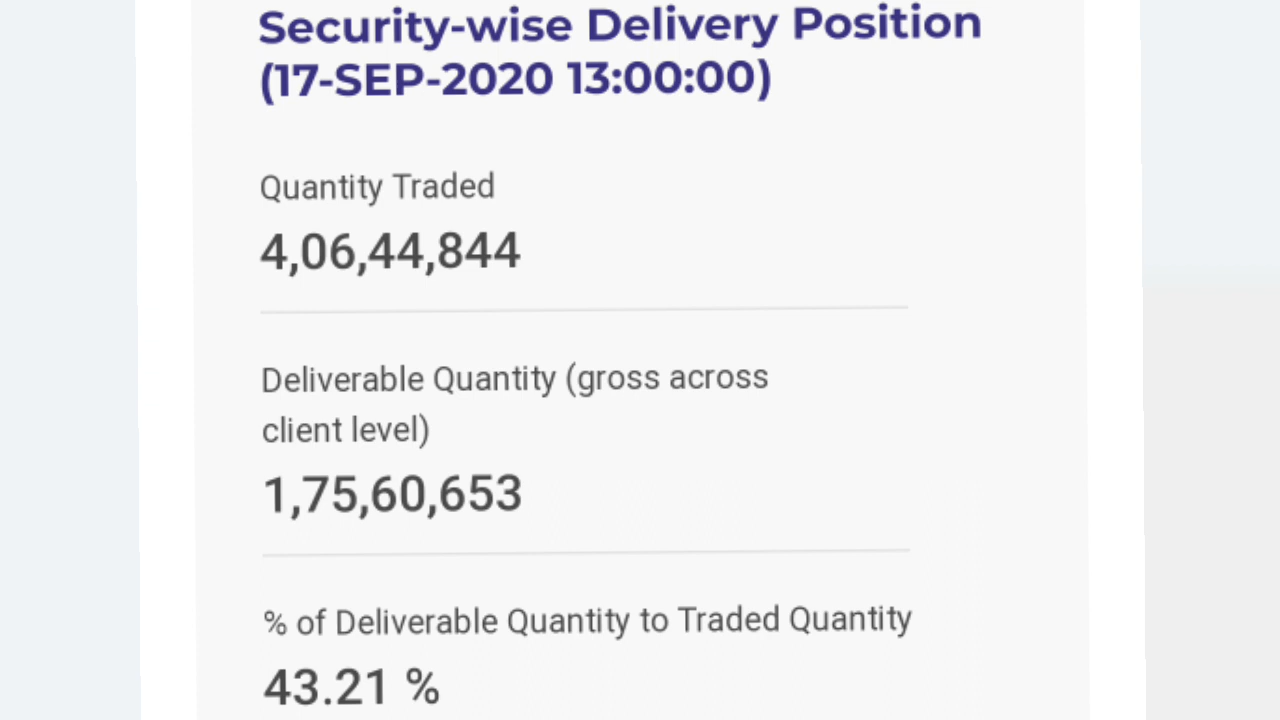 Security-wise Delivery Position
(17-SEP-2020 13:00:00)
Quantity Traded
4,06,44,844
Deliverable Quantity (gross across
client level)
1,75,60,653
% of Deliverable Quantity to Traded Quantity
43.21 %